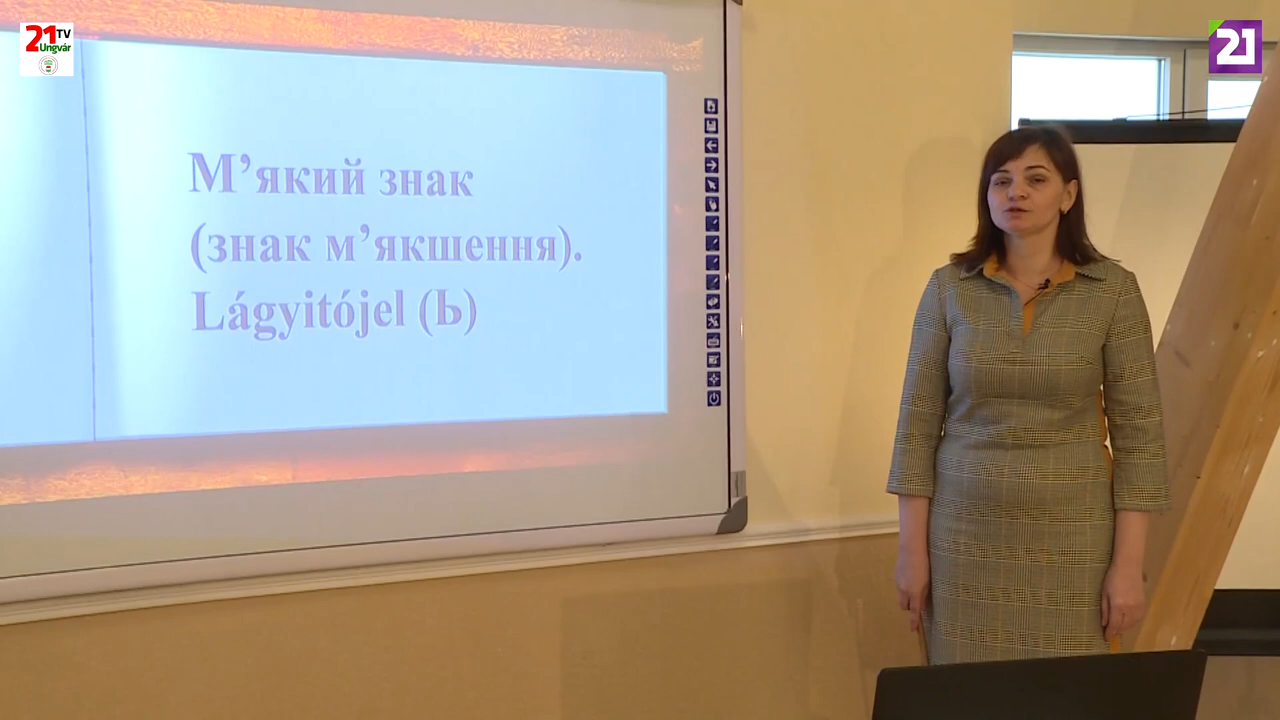 21 TV
Ungvár
21
М’який знак
(знак м’якшення).
Lágyitójel (Ь)